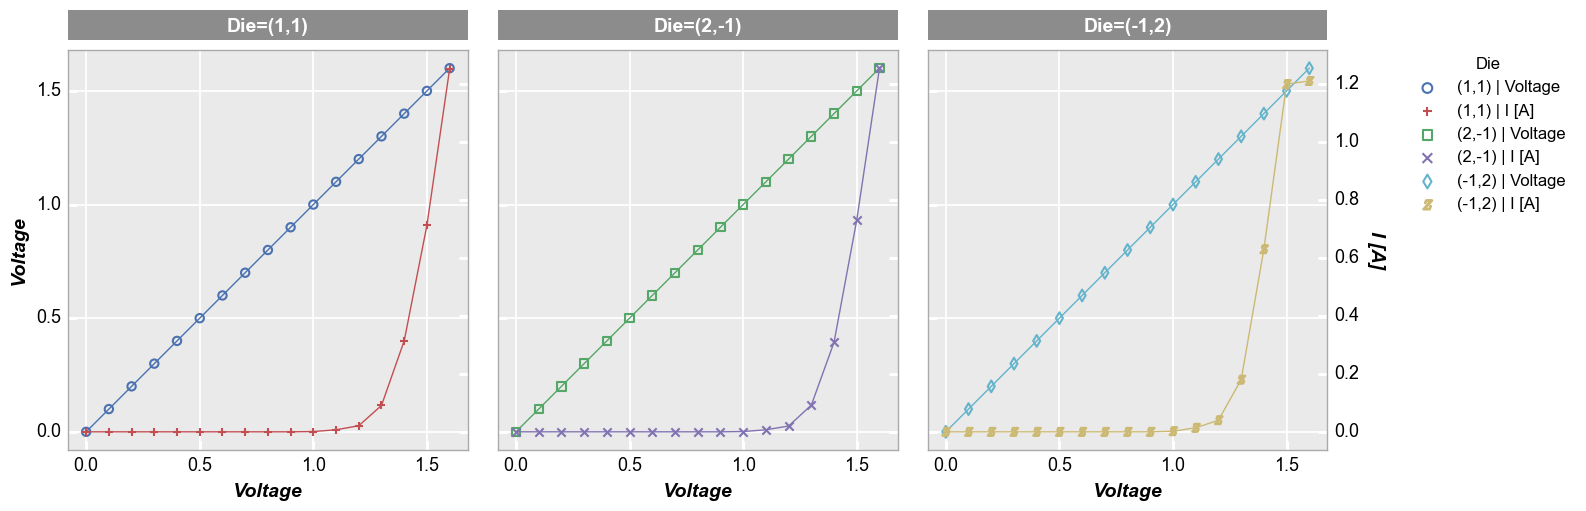 Die=(1,1)
Die=(2,-1)
Die=(-1,2)
Voltage
1.5
1.0
0.5
0.0
0.0 0.5 1.0 1.5
Voltage
0.0 0.5 1.0 1.5
Voltage
0.0 0.5 1.0 1.5
Voltage
1.2
1.0
0.8
0.6
0.4
0.2
0.0
I [A]
Die
(1,1) | Voltage
(1,1) | I [A]
(2,-1) | Voltage
(2,-1) | I [A]
(-1,2) | Voltage
(-1,2) | I [A]